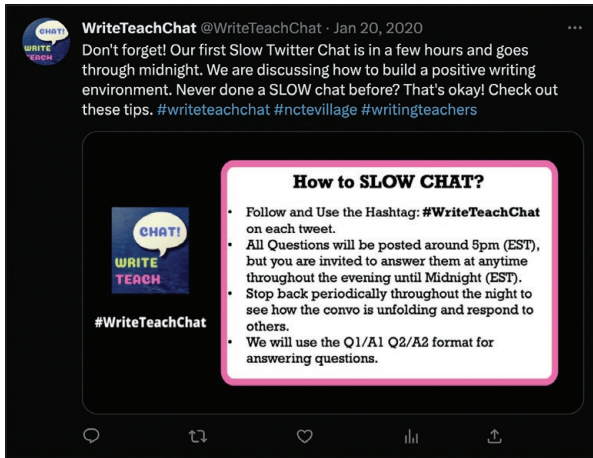 CHAT!
WRITE
TEACH
WriteTeachChat @WriteTeachChat · Jan 20, 2020
Don't forget! Our first Slow Twitter Chat is in a few hours and goes
through midnight. We are discussing how to build a positive writing
environment. Never done a SLOW chat before? That's okay! Check out
these tips. #writeteachchat #nctevillage #writingteachers
CHAT!
WRITE
TEACH
#WriteTeachChat
How to SLOW CHAT?
• Follow and Use the Hashtag: #WriteTeachChat
on each tweet.
• All Questions will be posted around 5pm (EST),
but you are invited to answer them at anytime
throughout the evening until Midnight (EST).
• Stop back periodically throughout the night to
see how the convo is unfolding and respond to
others.
• We will use the Q1/A1 Q2/A2 format for
answering questions.